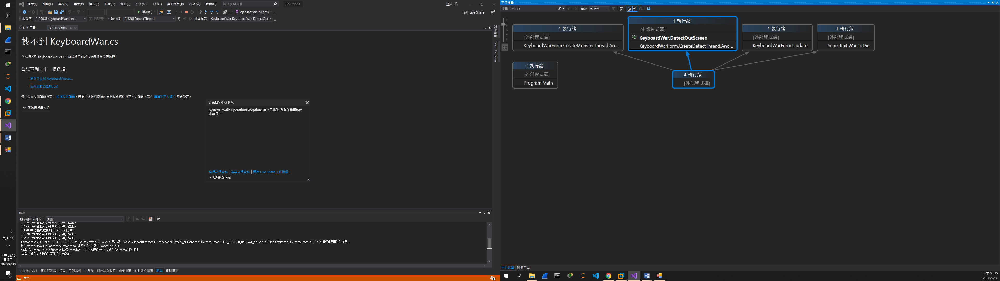 檔案(F) 編輯(E) 檢視(V) 專案(P) 建置(B) 偵錯(D) 測試(S) 分析(N) 工具(T) 延伸模組(X) 視窗(W) 說明(H) 搜尋 (Ctrl+Q) Solution1 登入
繼續(C) Application Insights Live Share
處理序: [15908] KeyboardWarIII.exe 週期事件 執行緒: [4420] DetectThread 堆疊框架: KeyboardWar.KeyboardWar.DetectOut
CPU 使用量 找不到原始碼
找不到 KeyboardWar.cs
您必須找到 KeyboardWar.cs，才能檢視目前呼叫堆疊框架的原始碼
嘗試下列其中一個選項:
- 瀏覽並尋找 KeyboardWar.cs...
- 反向組譯原始程式碼
您可以在反組譯碼視窗中 檢視反組譯碼。若要永遠針對遺漏的原始程式檔檢視其反組譯碼，請在 選項對話方塊 中變更設定。
原始碼搜尋資訊
未處理的例外狀況
System.InvalidOperationException: '集合已修改; 列舉作業可能尚
未執行。'
檢視詳細資料 | 複製詳細資料 | 開始 Live Share 工作階段...
例外狀況設定
方案總管
Team Explorer
輸出
顯示輸出來源(S): 偵錯
0x195c 執行緒以返回碼 0 (0x0) 結束。
0xf98 執行緒以返回碼 0 (0x0) 結束。
0x1c94 執行緒以返回碼 0 (0x0) 結束。
0x2b7c 執行緒以返回碼 0 (0x0) 結束。
KeyboardWarIII.exe' (CLR v4.0.30319: KeyboardWarIII.exe): 已載入 'C:\Windows\Microsoft.Net\assembly\GAC_MSIL\mscorlib.resources\v4.0_4.0.0.0_zh-Hant_b77a5c561934e089\mscorlib.resources.dll'。建置的模組沒有符號。
於 System.InvalidOperationException 擲回例外狀況: 'mscorlib.dll'
類型 'System.InvalidOperationException' 的未處理例外狀況發生於 mscorlib.dll
集合已修改; 列舉作業可能尚未執行。
平行監看式 1 套件管理器主控台 呼叫堆疊 中斷點 例外狀況設定 命令視窗 即時運算視窗 輸出 錯誤清單
就緒
3
中
下午 05:15
星期三
2020/9/30
1
平行堆疊
搜尋 (Ctrl+E) 檢視: 執行緒
1 執行緒
[外部程式碼]
KeyboardWarForm.CreateMonsterThread.Ano...
1 執行緒
[外部程式碼]
KeyboardWar.DetectOutScreen
KeyboardWarForm.CreateDetectThread.Ano...
1 執行緒
[外部程式碼]
KeyboardWarForm.Update
1 執行緒
[外部程式碼]
ScoreText.WaitToDie
1 執行緒
[外部程式碼]
Program.Main
4 執行緒
[外部程式碼]
平行堆疊 診斷工具
下午 05:15
2020/9/30